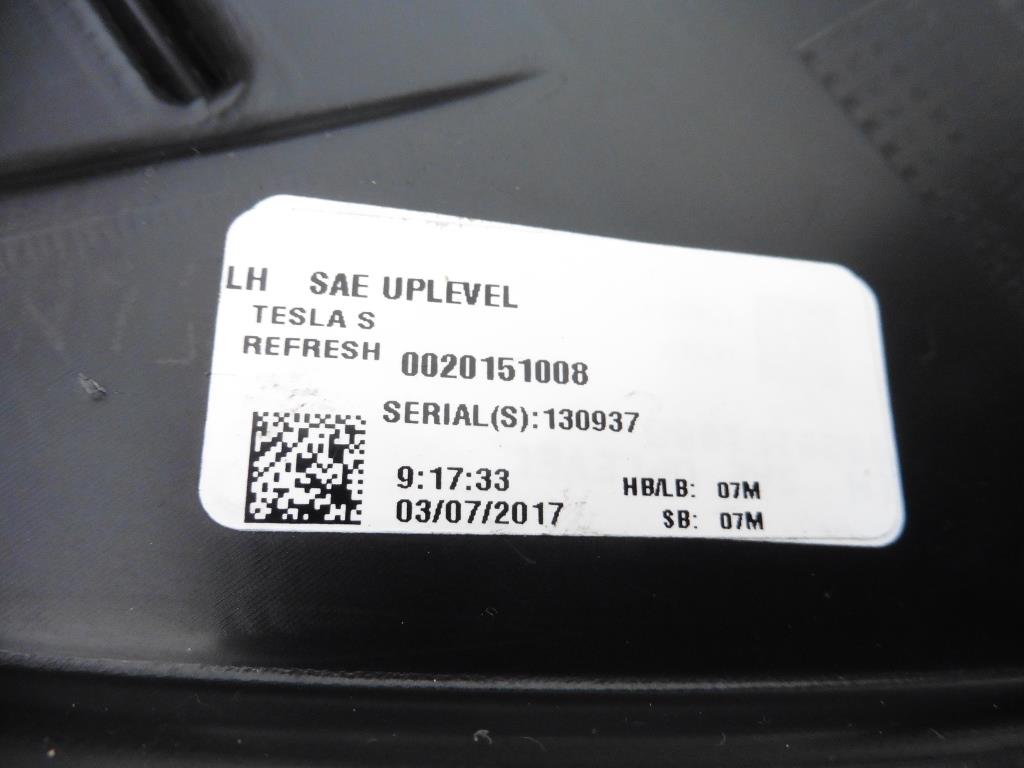 LH SAE UPLEVEL
TESLA S
REFRESH 0020151008
SERIAL(S): 130937
9:17:33 HB/LB: 07M
03/07/2017 SB: 07M